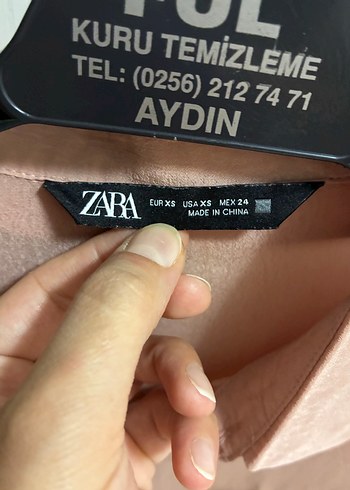 KURU TEMİZLEME
TEL: (0256) 212 74 71
AYDIN
ZARA
EUR XS USA XS MEX 24
MADE IN CHINA